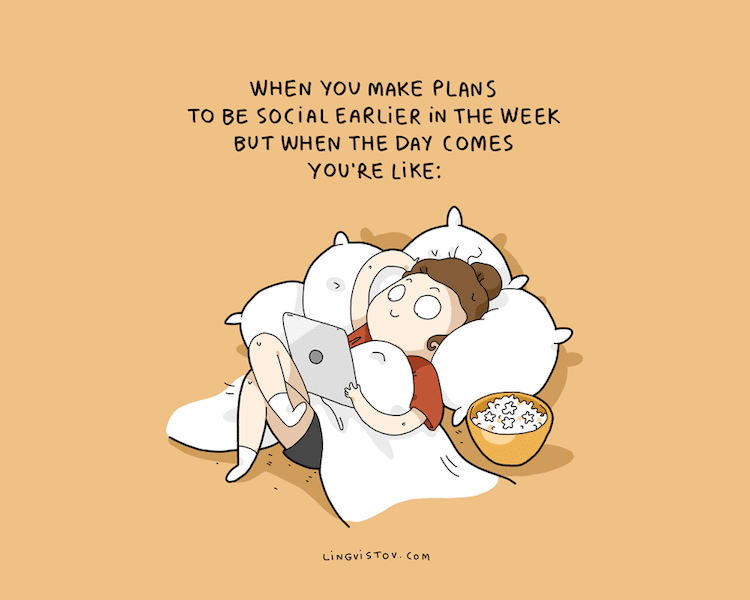 WHEN YOU MAKE PLANS
TO BE SOCIAL EARLIER IN THE WEEK
BUT WHEN THE DAY COMES
YOU'RE LIKE:
LINGVISTOV.COM